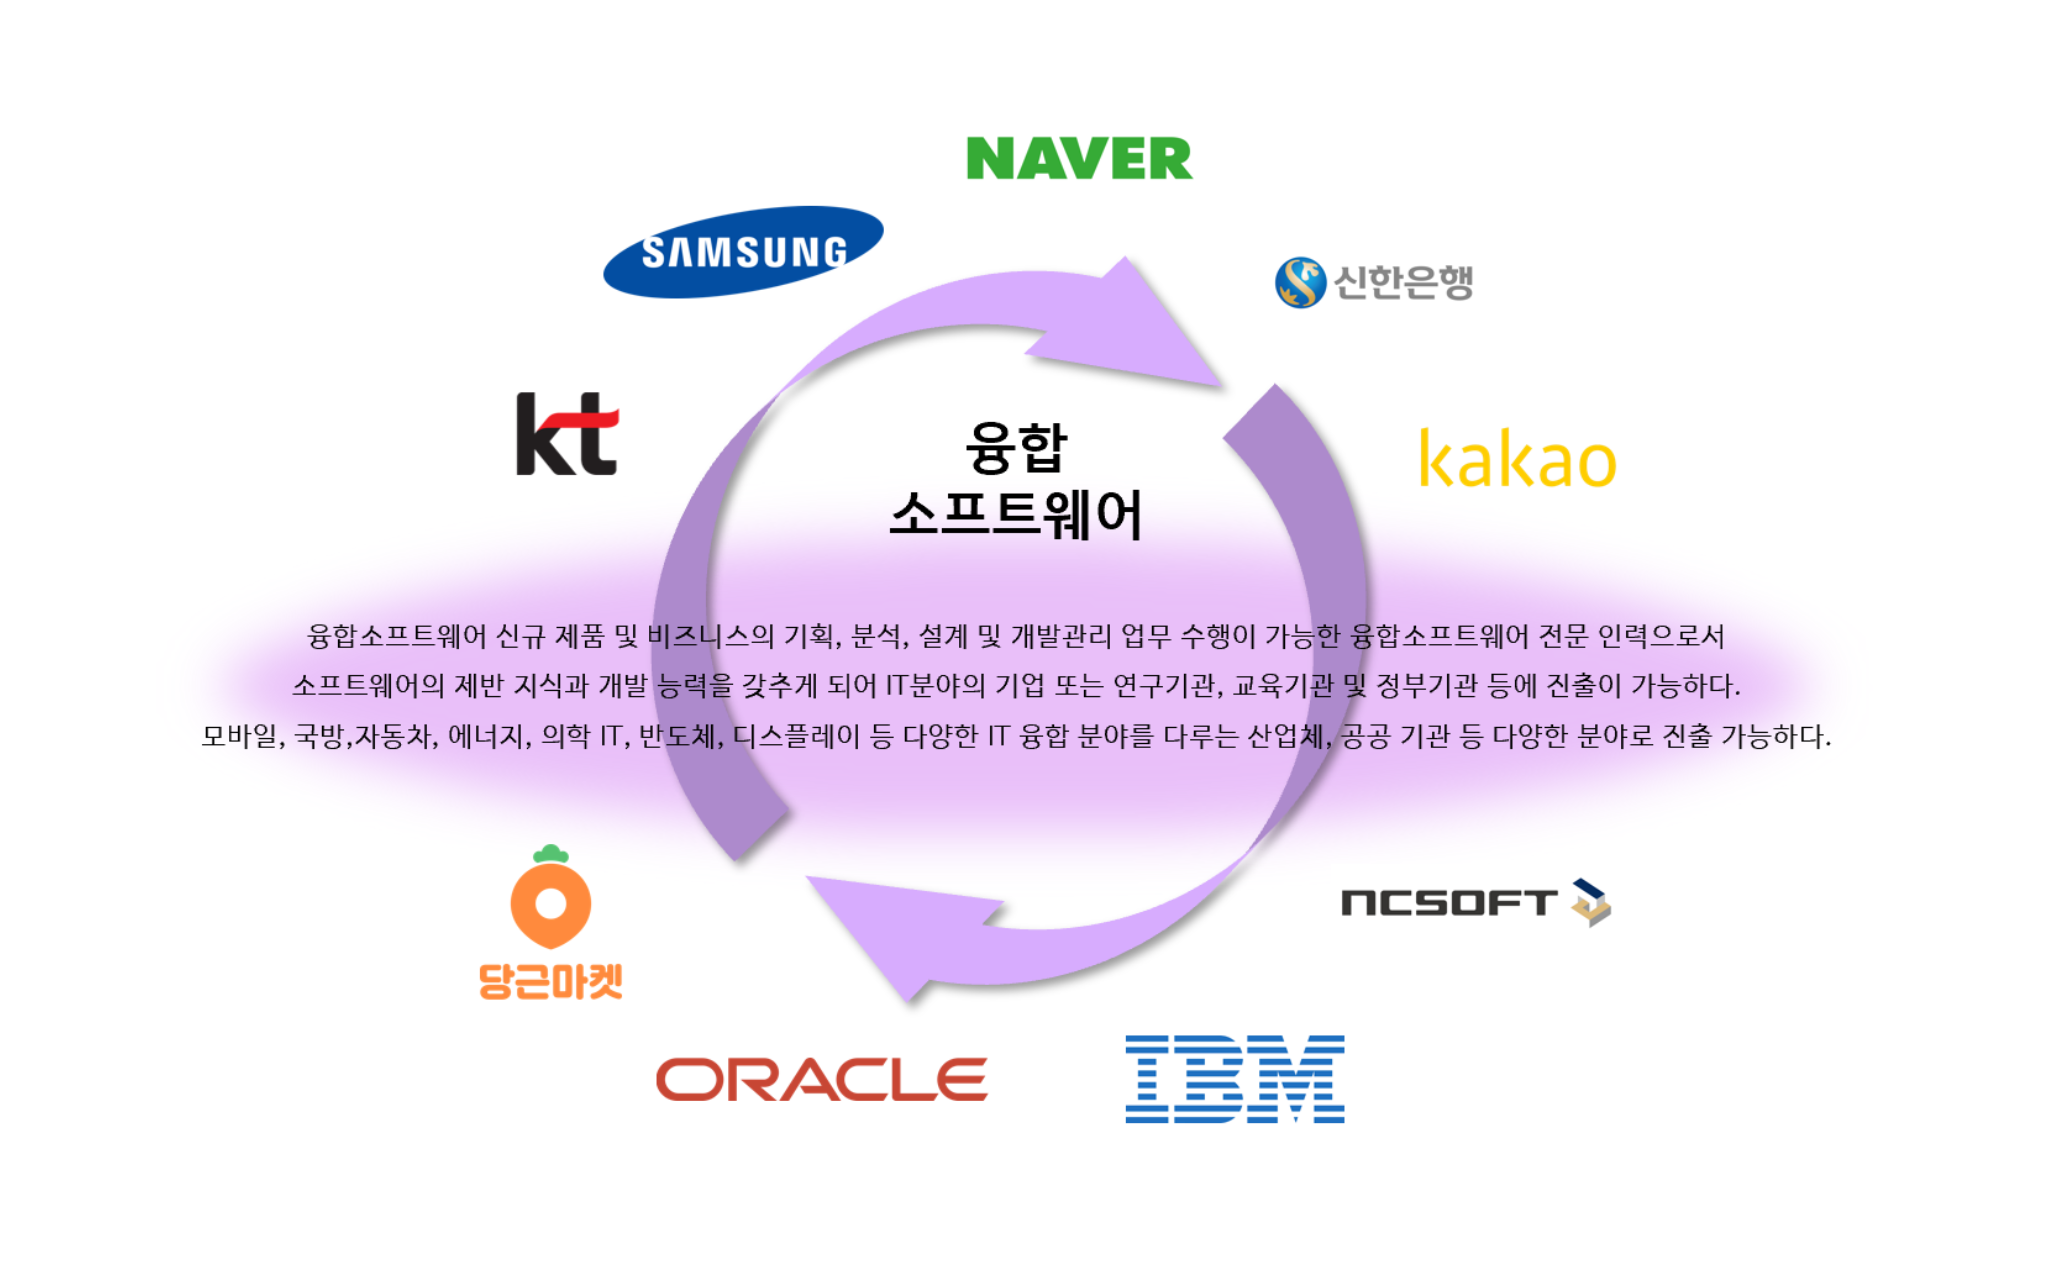 NAVER
SAMSUNG
신한은행
kt
kakao
융합
소프트웨어
융합소프트웨어 신규 제품 및 비즈니스의 기획, 분석, 설계 및 개발관리 업무 수행이 가능한 융합소프트웨어 전문 인력으로서
소프트웨어의 제반 지식과 개발 능력을 갖추게 되어 IT분야의 기업 또는 연구기관, 교육기관 및 정부기관 등에 진출이 가능하다.
모바일, 국방,자동차, 에너지, 의학 IT, 반도체, 디스플레이 등 다양한 IT 융합 분야를 다루는 산업체, 공공 기관 등 다양한 분야로 진출 가능하다.
NCSOFT
당근마켓
ORACLE
IBM